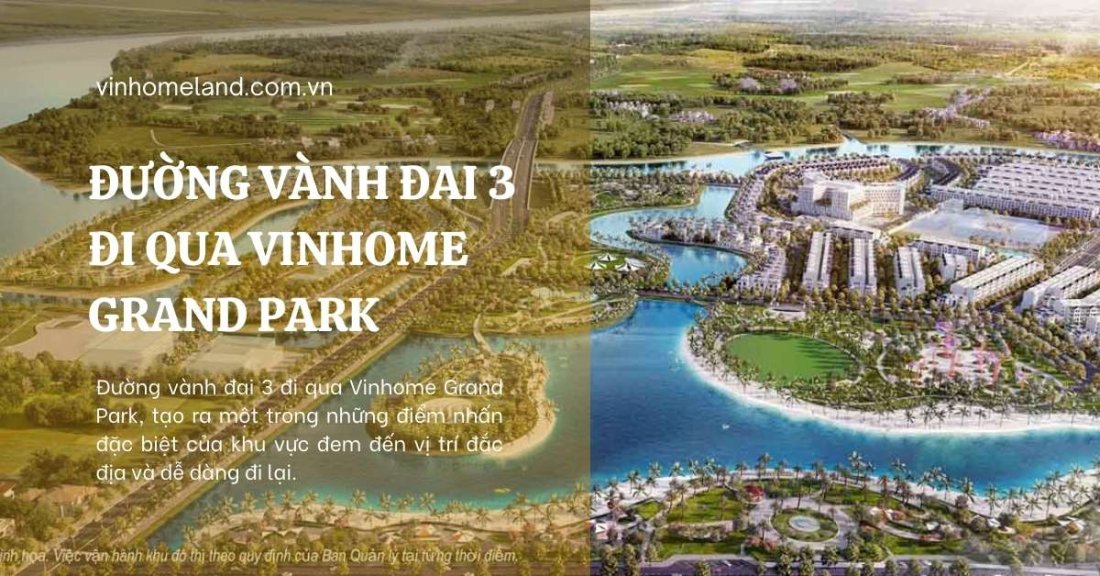 vinhomeland.com.vn
ĐƯỜNG VÀNH ĐAI 3
ĐI QUA VINHOME
GRAND PARK
Đường vành đai 3 đi qua Vinhome Grand
Park, tạo ra một trong những điểm nhấn
đặc biệt của khu vực đem đến vị trí đắc
địa và dễ dàng đi lại.
inh họa. Việc vận hành khu đô thị theo quy định của Ban Quản lý tại từng thời điểm.